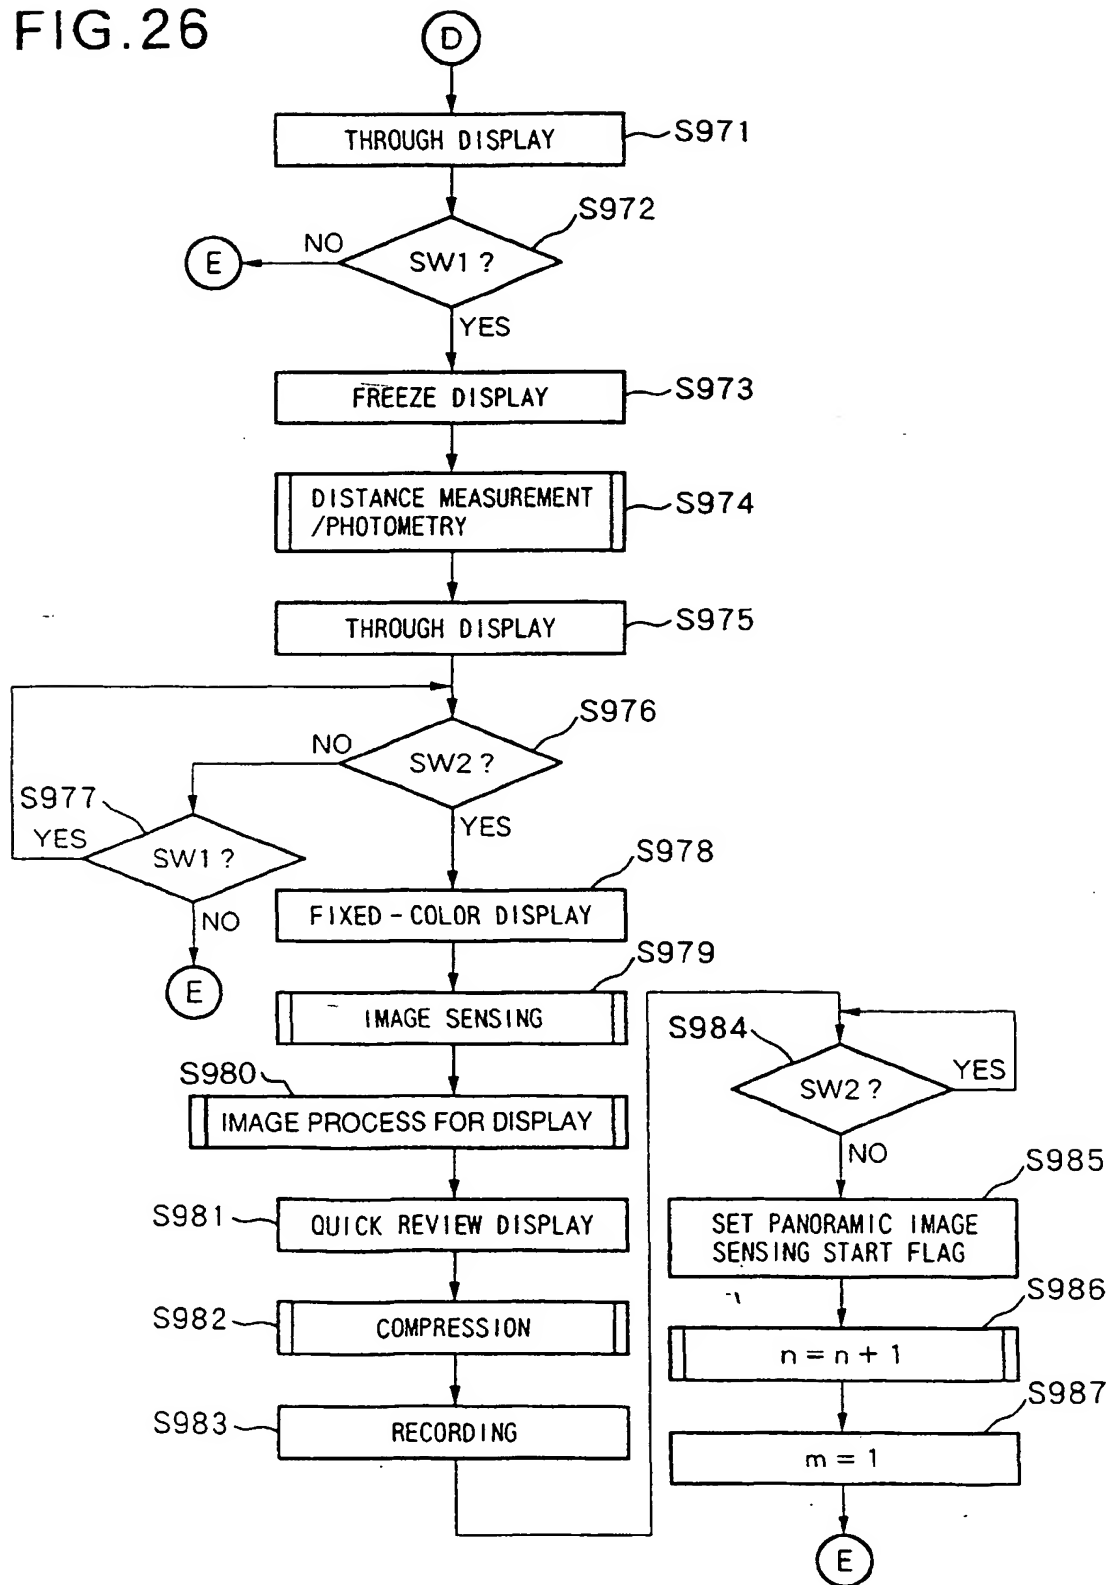 FIG.26
D
THROUGH DISPLAY
S971
S972
NO
SW1?
E
YES
FREEZE DISPLAY
S973
DISTANCE MEASUREMENT
/PHOTOMETRY
S974
THROUGH DISPLAY
S975
S976
NO
SW2?
YES
S977
YES
SW1?
NO
E
S978
FIXED-COLOR DISPLAY
S979
IMAGE SENSING
S980
IMAGE PROCESS FOR DISPLAY
S981
QUICK REVIEW DISPLAY
S982
COMPRESSION
S983
RECORDING
S984
SW2?
YES
NO
S985
SET PANORAMIC IMAGE
SENSING START FLAG
S986
n = n + 1
S987
m = 1
E